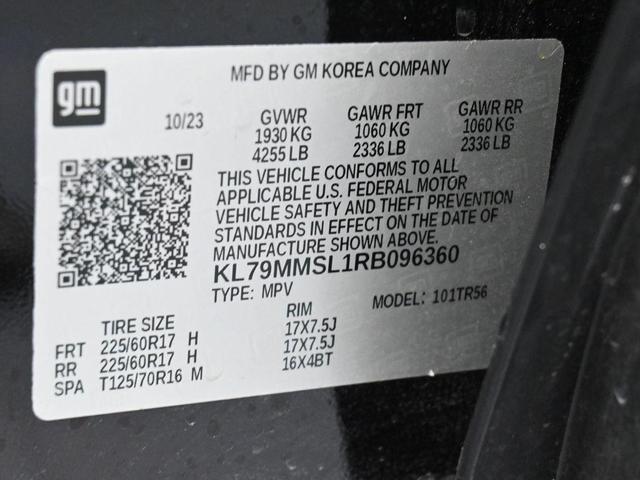 gm
MFD BY GM KOREA COMPANY
10/23
GVWR GAWR FRT GAWR RR
1930 KG 1060 KG 1060 KG
4255 LB 2336 LB 2336 LB
THIS VEHICLE CONFORMS TO ALL
APPLICABLE U.S. FEDERAL MOTOR
VEHICLE SAFETY AND THEFT PREVENTION
STANDARDS IN EFFECT ON THE DATE OF
MANUFACTURE SHOWN ABOVE.
KL79MMSL1RB096360
TYPE: MPV MODEL: 101TR56
TIRE SIZE RIM
FRT 225/60R17 H 17X7.5J
RR 225/60R17 H 17X7.5J
SPA T125/70R16 M 16X4BT